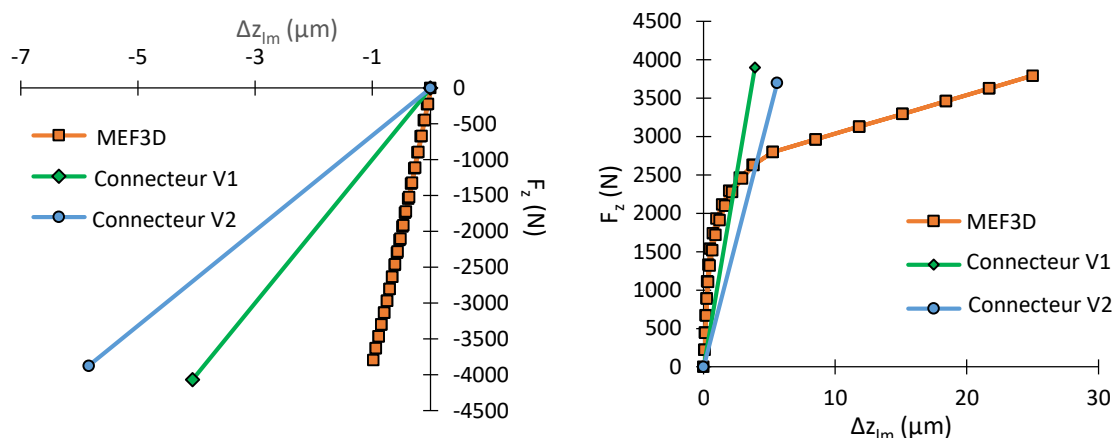 Δz_lm (μm)
-7 -5 -3 -1
0
-500
-1000
-1500
-2000
-2500
-3000
-3500
-4000
-4500
F_z (N)
MEF3D
Connecteur V1
Connecteur V2
4500
4000
3500
3000
2500
2000
1500
1000
500
0
F_z (N)
MEF3D
Connecteur V1
Connecteur V2
0 10 20 30
Δz_lm (μm)